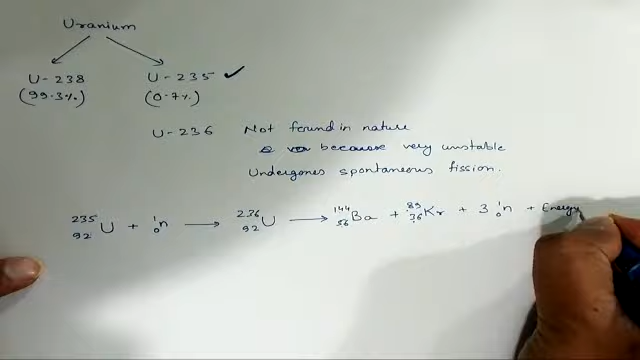 Uranium
U-238 U-235 ✓
(99.3%) (0.7%)
U-236 Not found in nature
because very unstable
Undergones spontaneous fission.
²³⁵₉₂U + ¹₀n → ²³⁶₉₂U → ¹⁴⁴₅₆Ba + ⁸⁹₃₆Kr + 3 ¹₀n + Energy